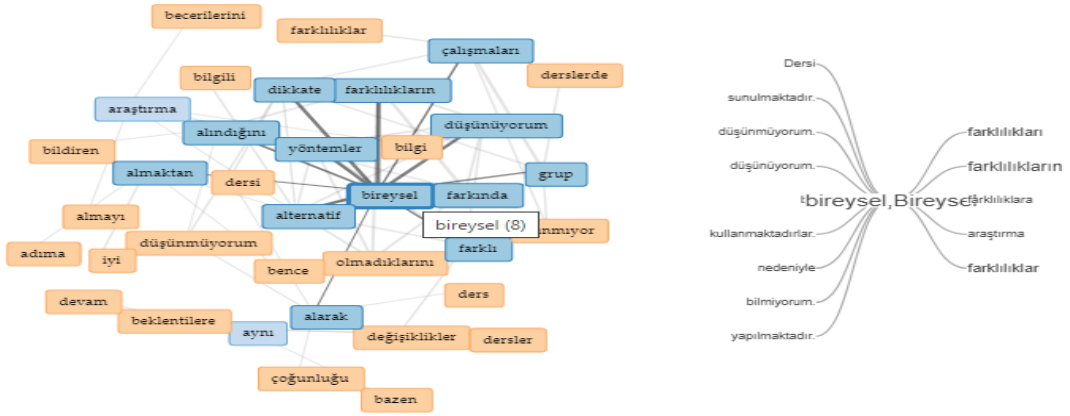 becerilerini
farklılıklar
çalışmaları
derslerde
bilgili
dikkate
farklılıkların
araştırma
alındığını
düşünüyorum
yöntemler
bilgi
bildiren
almaktan
dersi
grup
bireysel
farkında
almayı
alternatif
bireysel (8)
nmıyor
adıma
iyi
düşünmüyorum
farklı
bence
olmadıklarını
devam
ders
beklentilere
alarak
aynı
değişiklikler
dersler
çoğunluğu
bazen
Dersi
sunulmaktadır.
düşünmüyorum.
düşünüyorum.
kullanmaktadırlar.
nedeniyle
bilmiyorum.
yapılmaktadır.
bireysel,Bireysel
farklılıkları
farklılıkların
farklılıklara
araştırma
farklılıklar